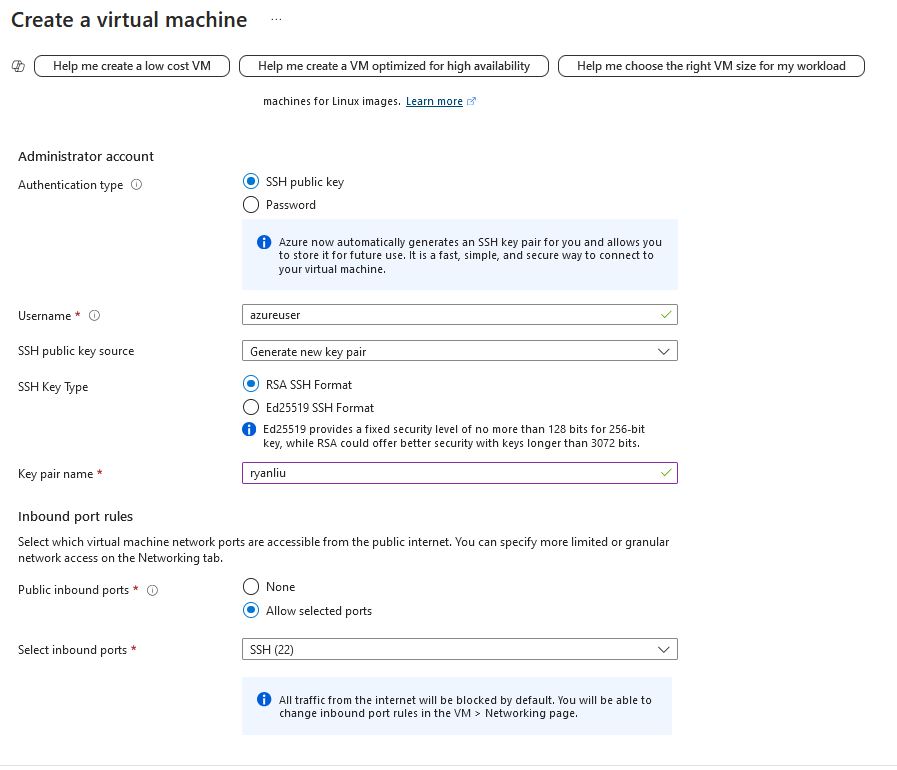 Create a virtual machine ...
Help me create a low cost VM Help me create a VM optimized for high availability Help me choose the right VM size for my workload
machines for Linux images. Learn more
Administrator account
Authentication type
SSH public key
Password
Azure now automatically generates an SSH key pair for you and allows you
to store it for future use. It is a fast, simple, and secure way to connect to
your virtual machine.
Username * azureuser
SSH public key source Generate new key pair
SSH Key Type
RSA SSH Format
Ed25519 SSH Format
Ed25519 provides a fixed security level of no more than 128 bits for 256-bit
key, while RSA could offer better security with keys longer than 3072 bits.
Key pair name * ryanliu
Inbound port rules
Select which virtual machine network ports are accessible from the public internet. You can specify more limited or granular
network access on the Networking tab.
Public inbound ports *
None
Allow selected ports
Select inbound ports * SSH (22)
All traffic from the internet will be blocked by default. You will be able to
change inbound port rules in the VM > Networking page.